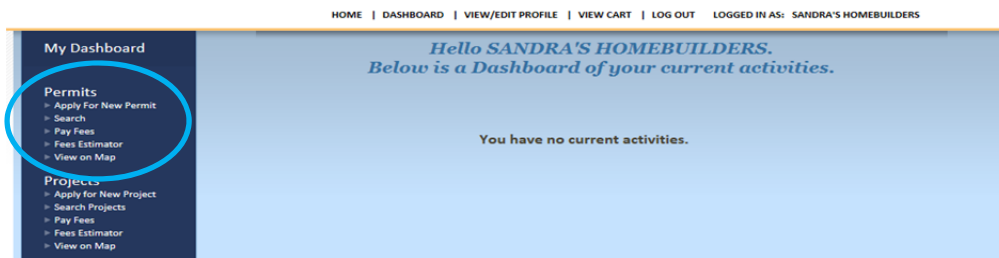 HOME | DASHBOARD | VIEW/EDIT PROFILE | VIEW CART | LOG OUT LOGGED IN AS: SANDRA'S HOMEBUILDERS
My Dashboard
Permits
Apply For New Permit
Search
Pay Fees
Fees Estimator
View on Map
Projects
Apply for New Project
Search Projects
Pay Fees
Fees Estimator
View on Map
Hello SANDRA'S HOMEBUILDERS.
Below is a Dashboard of your current activities.
You have no current activities.